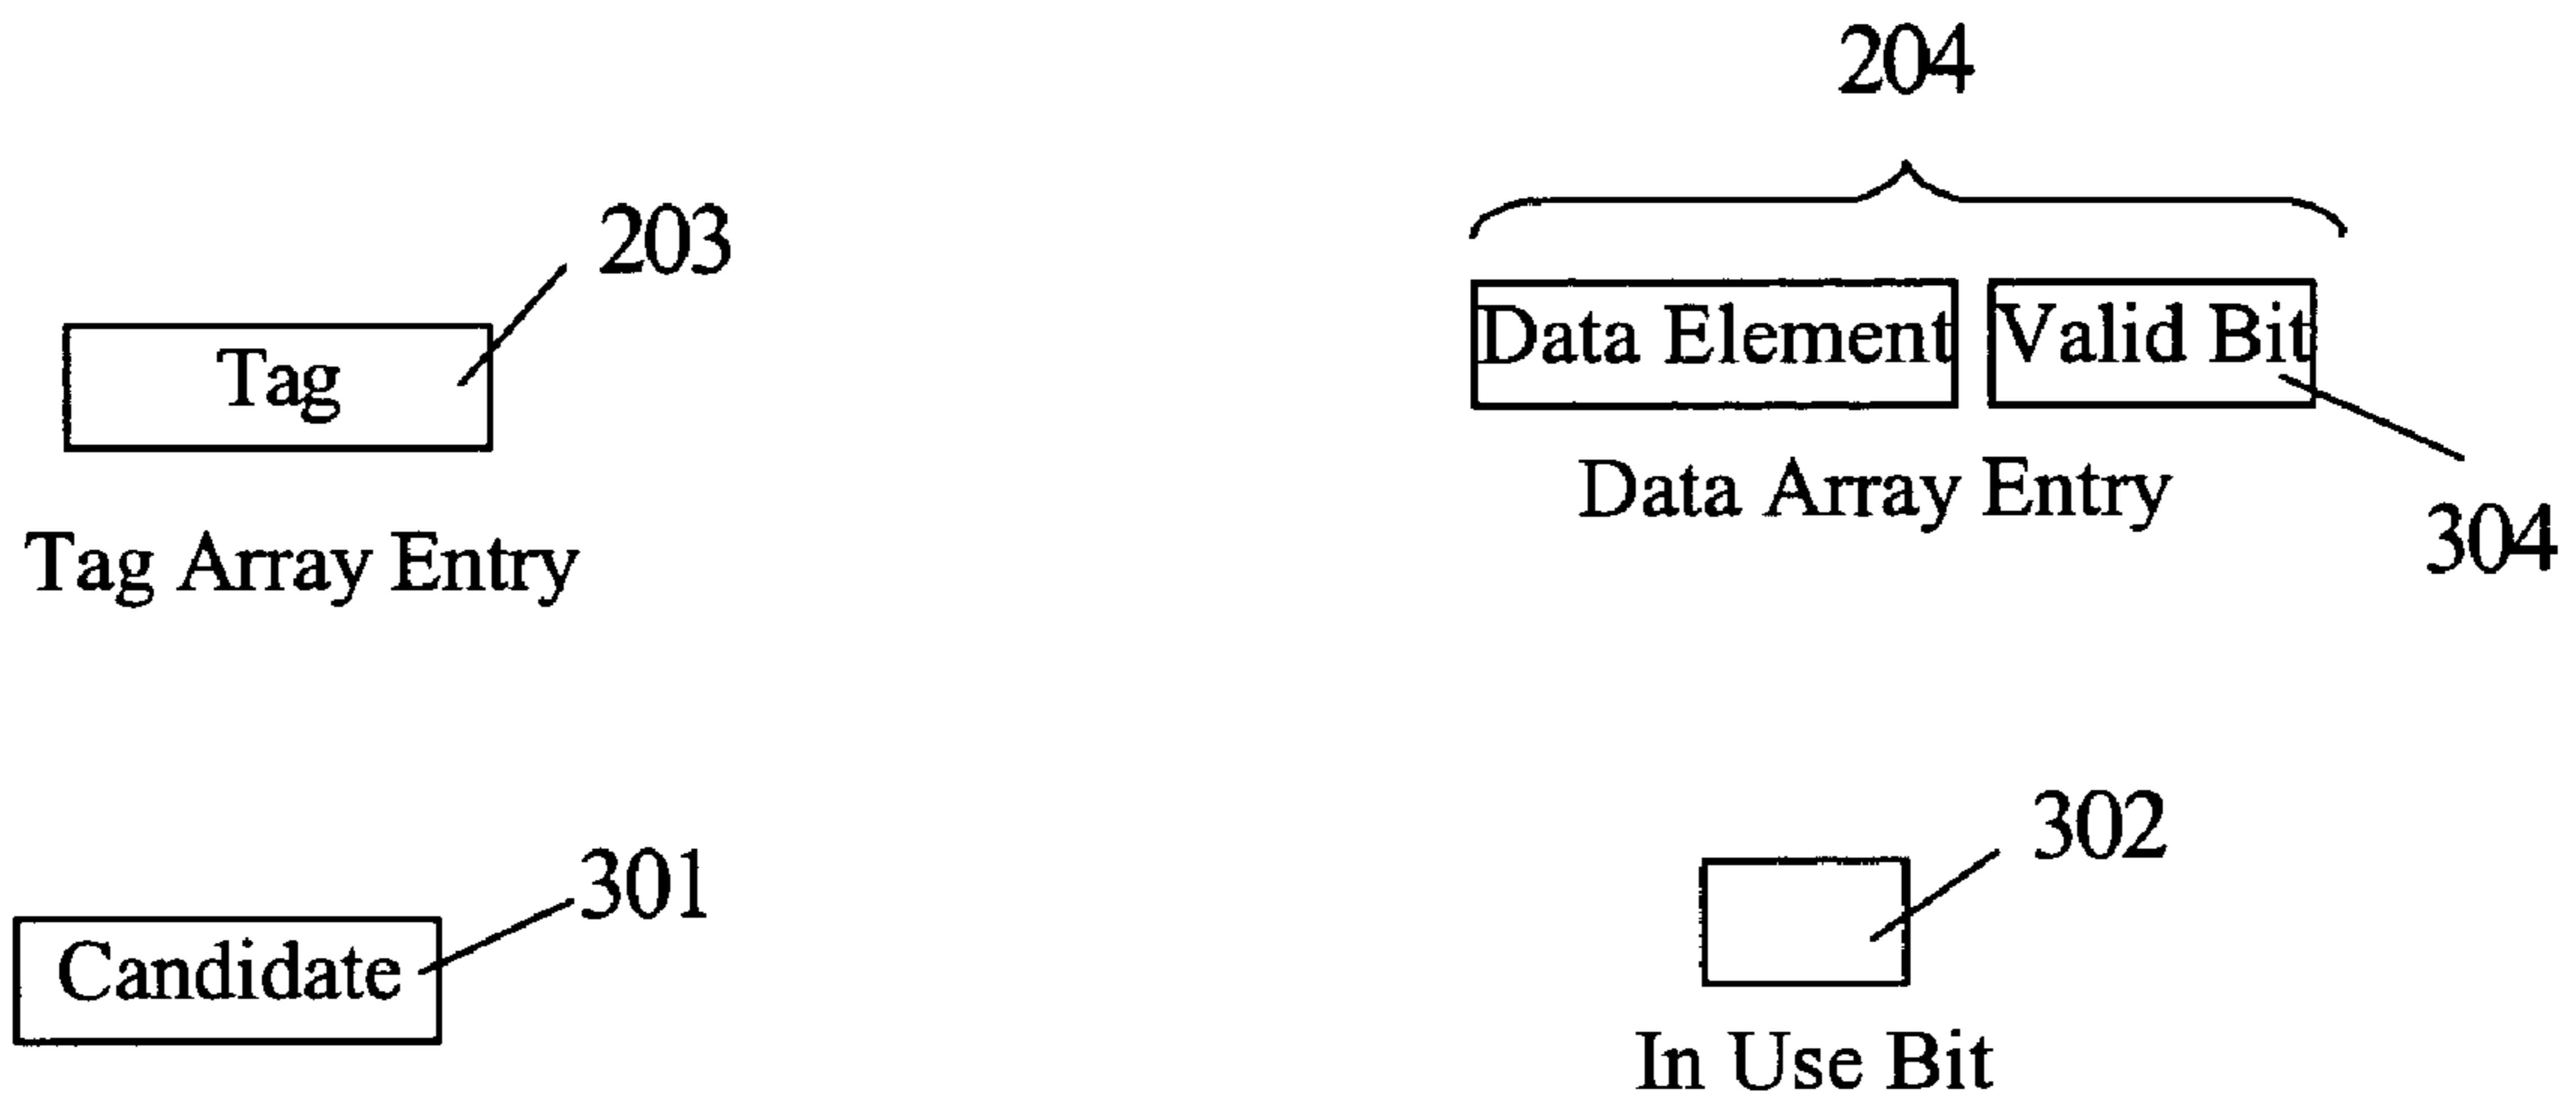 204
203
Tag
Data Element
Valid Bit
Tag Array Entry
Data Array Entry
304
301
Candidate
302
In Use Bit